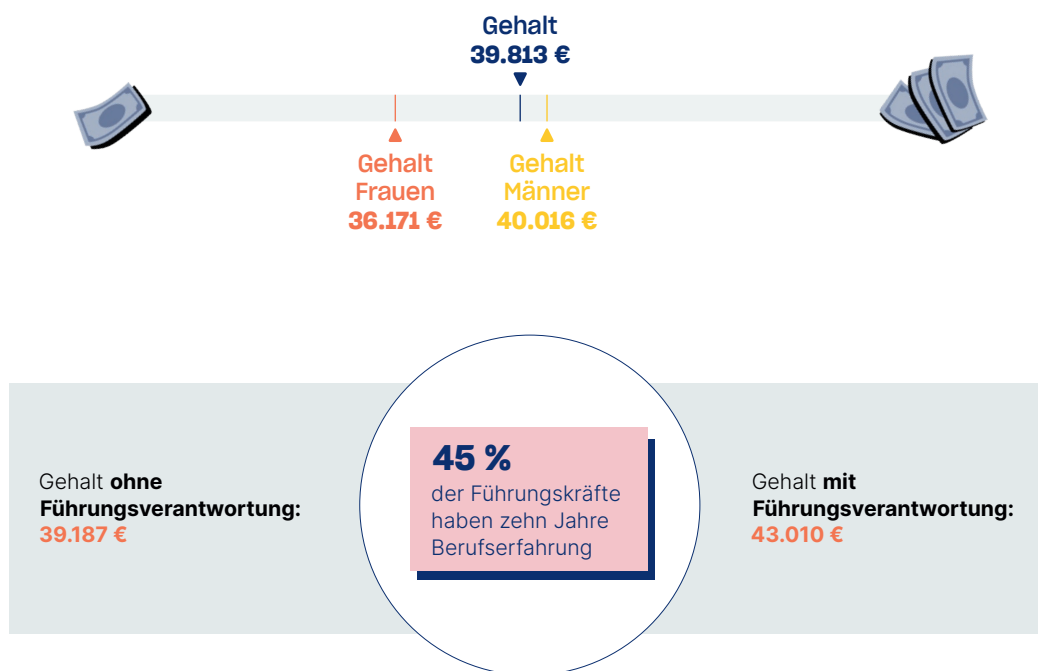 Gehalt
39.813 €
Gehalt
Frauen
36.171 €
Gehalt
Männer
40.016 €
Gehalt ohne
Führungsverantwortung:
39.187 €
45 %
der Führungskräfte
haben zehn Jahre
Berufserfahrung
Gehalt mit
Führungsverantwortung:
43.010 €